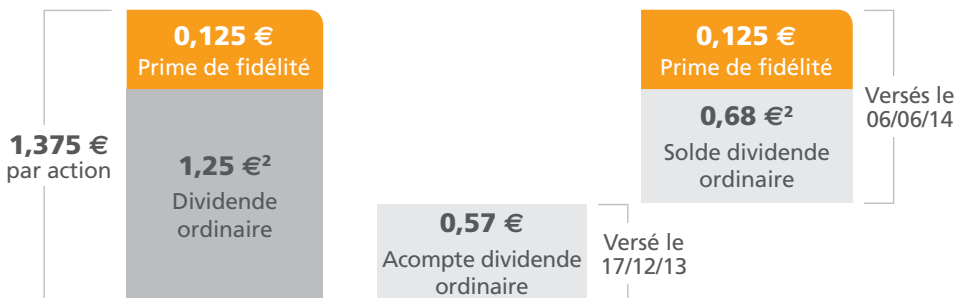 1,375 €
par action
0,125 €
Prime de fidélité
1,25 €²
Dividende
ordinaire
0,57 €
Acompte dividende
ordinaire
Versé le
17/12/13
0,125 €
Prime de fidélité
0,68 €²
Solde dividende
ordinaire
Versés le
06/06/14